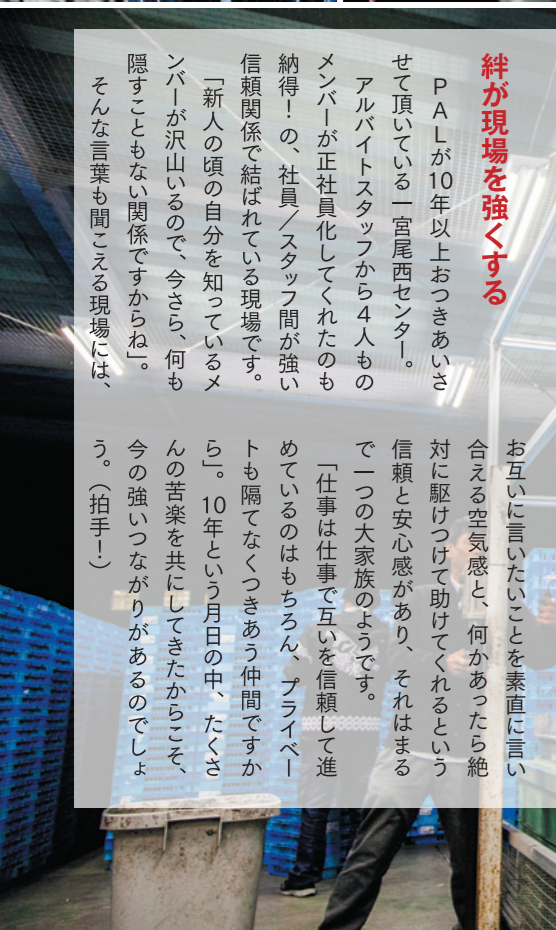 絆が現場を強くする
ＰＡＬが10年以上おつきあいさ
せて頂いている一宮尾西センター。
アルバイトスタッフから４人もの
メンバーが正社員化してくれたのも
納得！の、社員／スタッフ間が強い
信頼関係で結ばれている現場です。
「新人の頃の自分を知っているメ
ンバーが沢山いるので、今さら、何も
隠すこともない関係ですからね」。
そんな言葉も聞こえる現場には、
お互いに言いたいことを素直に言い
合える空気感と、何かあったら絶
対に駆けつけて助けてくれるという
信頼と安心感があり、それはまる
で一つの大家族のようです。
「仕事は仕事で互いを信頼して進
めているのはもちろん、プライベー
トも隔てなくつきあう仲間ですか
ら」。10年という月日の中、たくさ
んの苦楽を共にしてきたからこそ、
今の強いつながりがあるのでしょ
う。（拍手！）